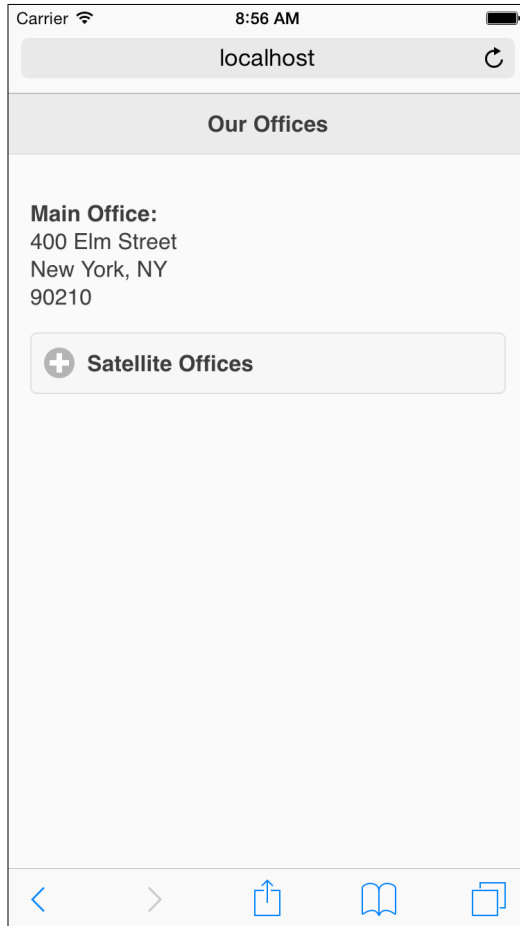 Carrier
8:56 AM
localhost
Our Offices
Main Office:
400 Elm Street
New York, NY
90210
Satellite Offices